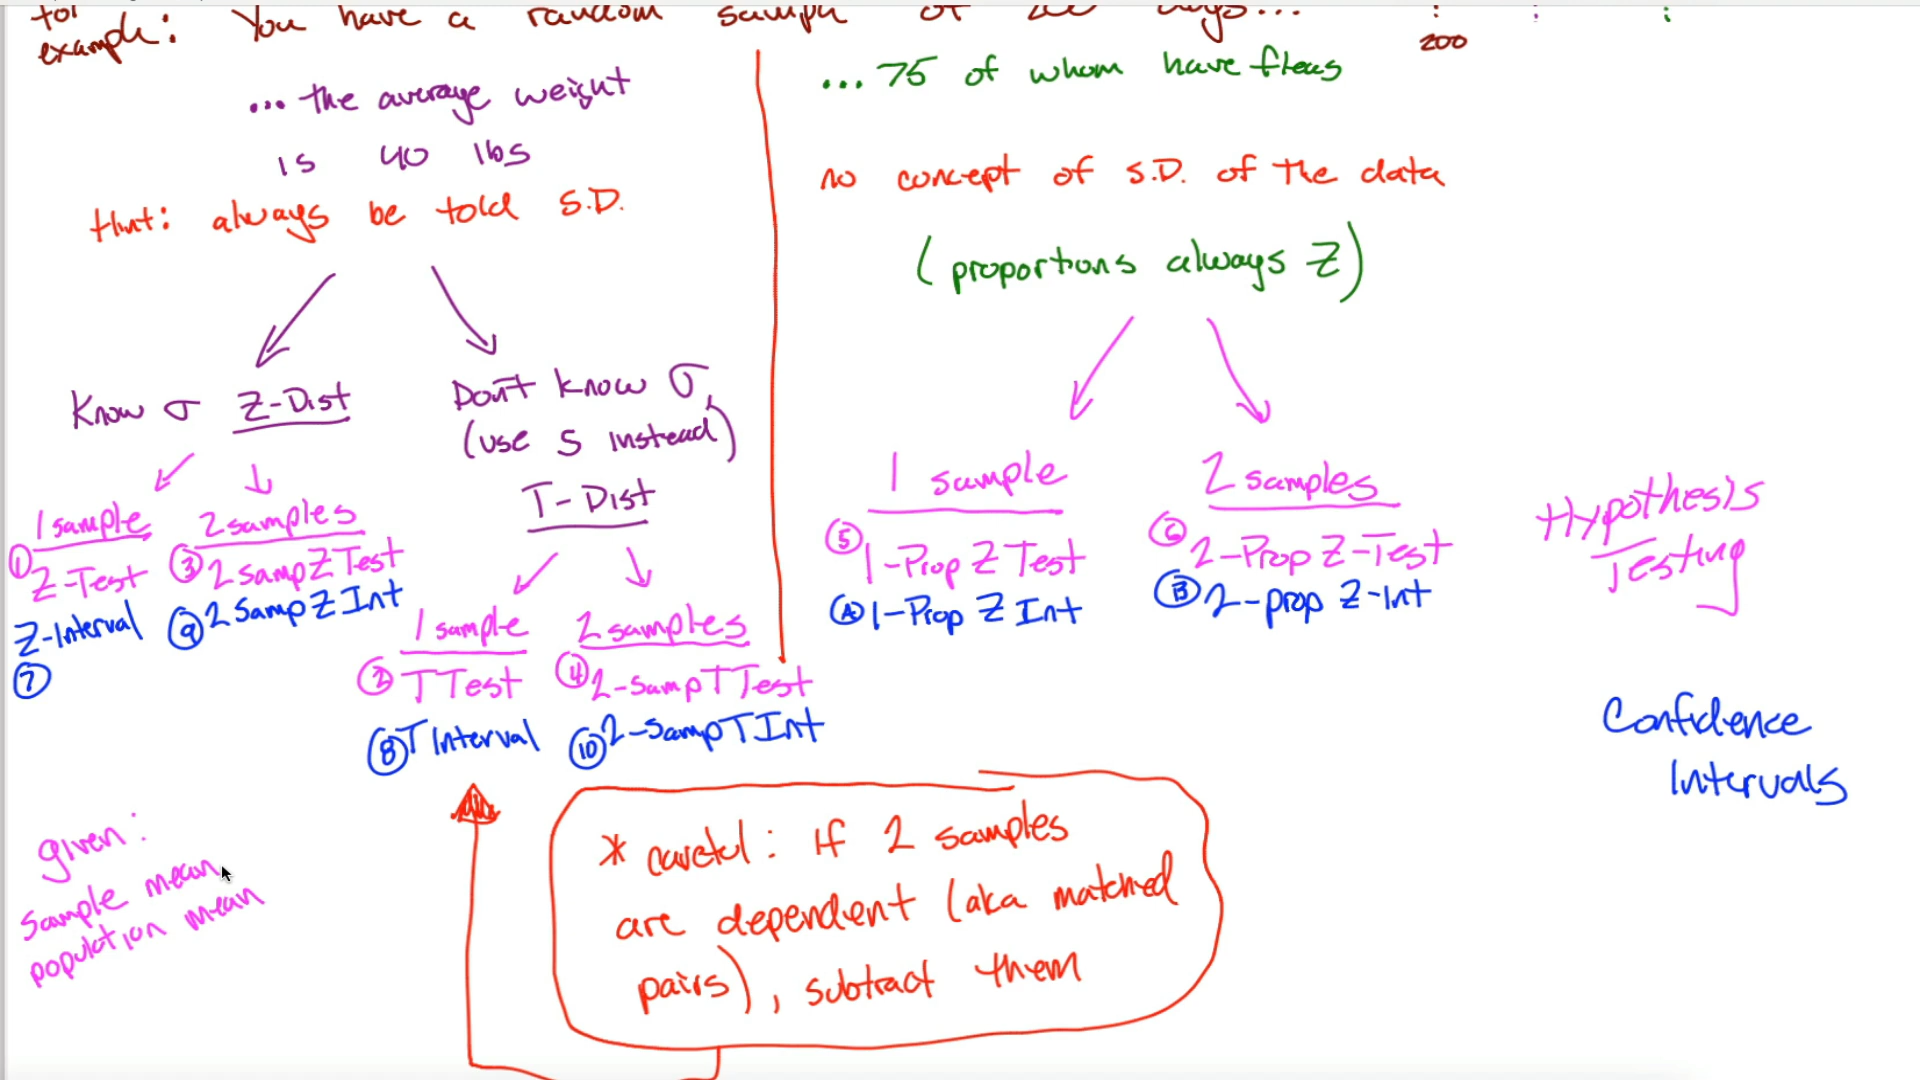 for
example: You have a random sample of 200 dogs...
200
... the average weight
is 40 lbs
Hint: always be told S.D.
Know σ Z-Dist
Don't know σ,
(use S instead)
T-Dist
1 sample
① Z-Test
Z-Interval
⑦
2 samples
③ 2 samp Z Test
⑨ 2 Samp Z Int
1 sample
② T Test
⑧ T Interval
2 samples
④ 2-Samp T Test
⑩ 2-Samp T Int
... 75 of whom have fleas
no concept of S.D. of the data
(proportions always Z)
1 sample
⑤ 1-Prop Z Test
Ⓐ 1-Prop Z Int
2 samples
⑥ 2-Prop Z-Test
Ⓑ 2-prop Z-Int
Hypothesis
Testing
Confidence
Intervals
given:
sample mean
population mean
* careful: if 2 samples
are dependent (aka matched
pairs), subtract them